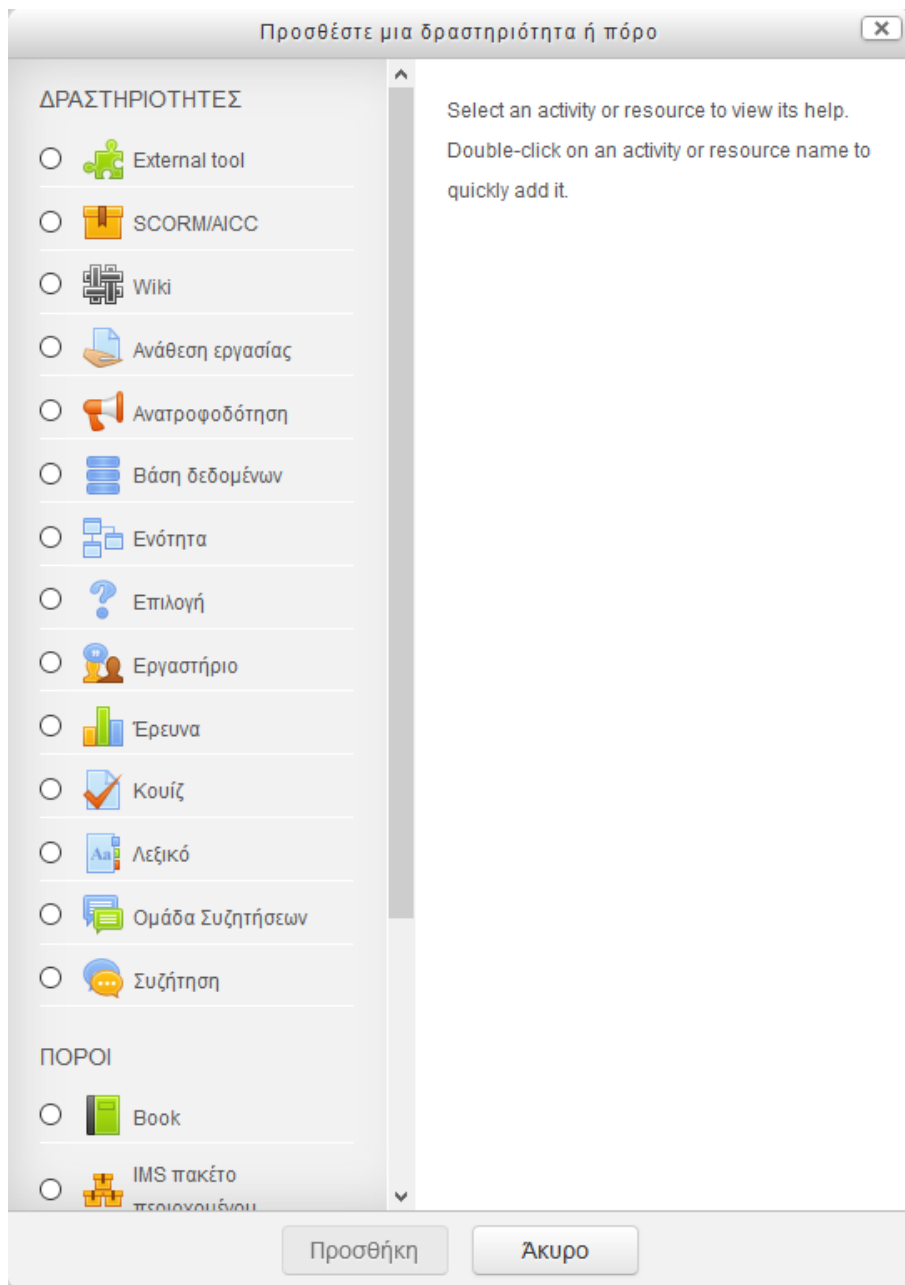 Προσθέστε μια δραστηριότητα ή πόρο
ΔΡΑΣΤΗΡΙΟΤΗΤΕΣ
External tool
SCORM/AICC
Wiki
Ανάθεση εργασίας
Ανατροφοδότηση
Βάση δεδομένων
Ενότητα
Επιλογή
Εργαστήριο
Έρευνα
Κουίζ
Aa
Λεξικό
Ομάδα Συζητήσεων
Συζήτηση
ΠΟΡΟΙ
Book
IMS πακέτο
περιεχομένου
Select an activity or resource to view its help.
Double-click on an activity or resource name to
quickly add it.
Προσθήκη
Άκυρο